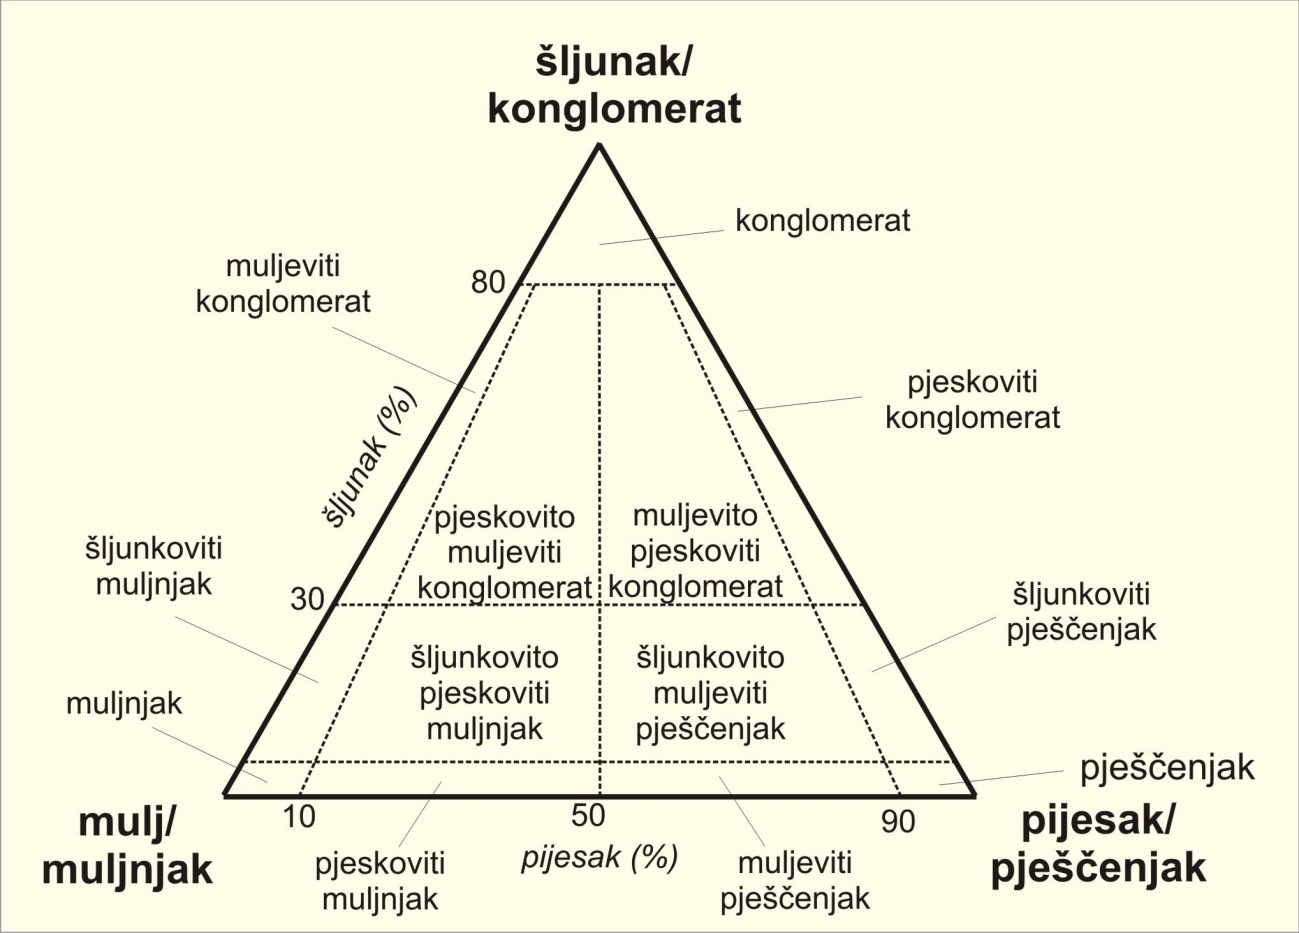 šljunak/
konglomerat
konglomerat
muljeviti
konglomerat
80
pjeskoviti
konglomerat
šljunak (%)
pjeskovito
muljeviti
konglomerat
muljevito
pjeskoviti
konglomerat
šljunkoviti
muljnjak
30
šljunkoviti
pješčenjak
šljunkovito
pjeskoviti
muljnjak
šljunkovito
muljeviti
pješčenjak
muljnjak
pješčenjak
mulj/
muljnjak
10
50
90
pijesak/
pješčenjak
pijesak (%)
pjeskoviti
muljnjak
muljeviti
pješčenjak